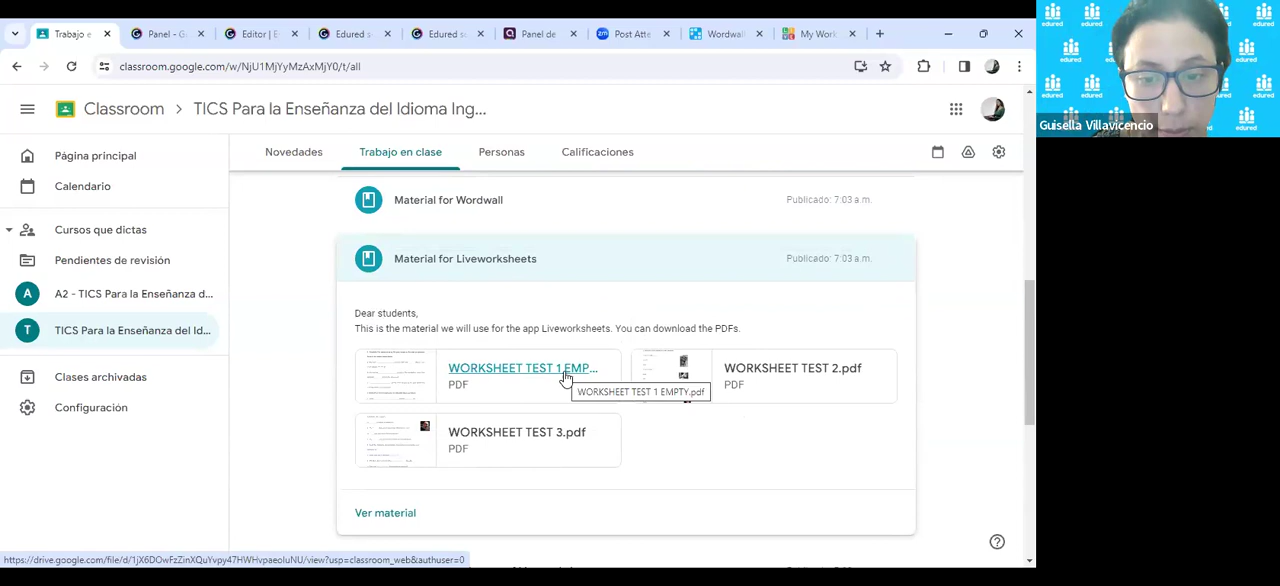 Trabajo e
Panel - G
Editor | E
Edured s
Edured s
Panel de
Post Atte
Wordwall
My Work
classroom.google.com/w/NjU1MjYyMzAxMjY0/t/all
Classroom > TICS Para la Enseñanza del Idioma Ing...
Página principal
Calendario
Cursos que dictas
Pendientes de revisión
A A2 - TICS Para la Enseñanza d...
T TICS Para la Enseñanza del Id...
Clases archivadas
Configuración
Novedades
Trabajo en clase
Personas
Calificaciones
Material for Wordwall
Publicado: 7:03 a.m.
Material for Liveworksheets
Publicado: 7:03 a.m.
Dear students,
This is the material we will use for the app Liveworksheets. You can download the PDFs.
WORKSHEET TEST 1 EMP...
PDF
WORKSHEET TEST 1 EMPTY.pdf
WORKSHEET TEST 2.pdf
PDF
WORKSHEET TEST 3.pdf
PDF
Ver material
https://drive.google.com/file/d/1jX6DOwFzZinXQuYvpy47HWHvpaeoIuNU/view?usp=classroom_web&authuser=0
edured
Guisella Villavicencio